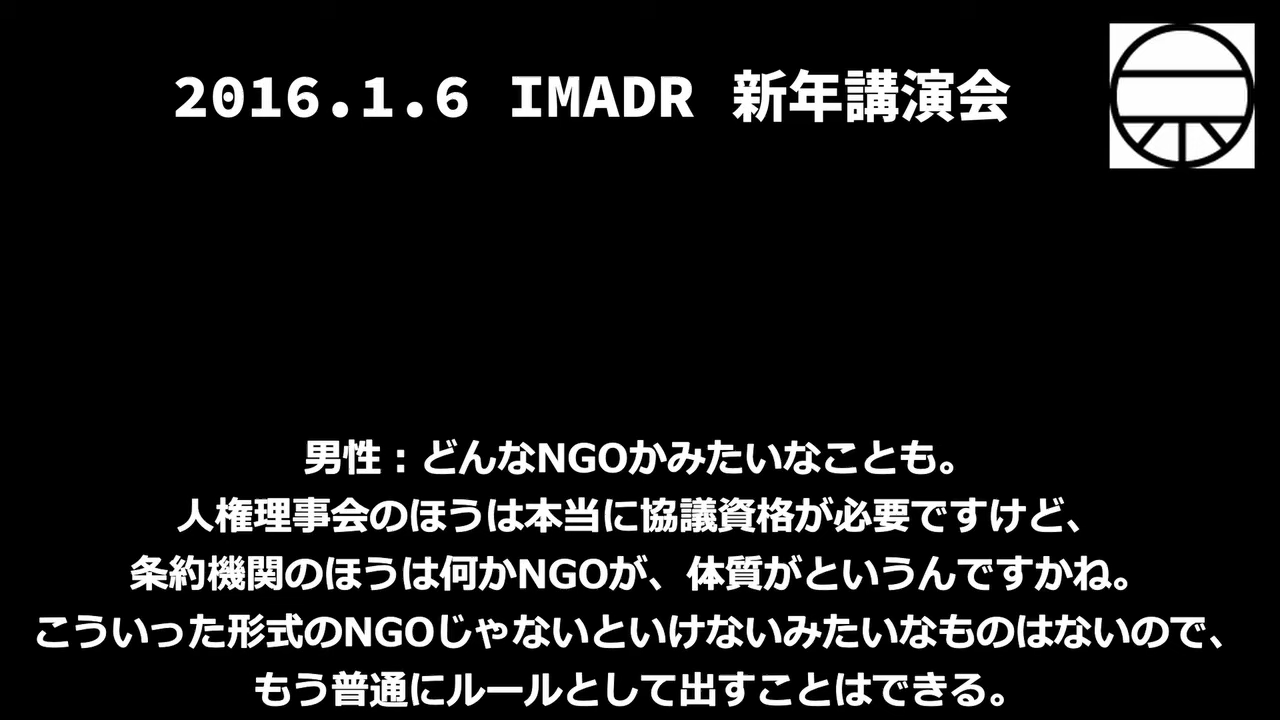 2016.1.6 IMADR 新年講演会
男性：どんなNGOかみたいなことも。
人権理事会のほうは本当に協議資格が必要ですけど、
条約機関のほうは何かNGOが、体質がというんですかね。
こういった形式のNGOじゃないといけないみたいなものはないので、
もう普通にルールとして出すことはできる。